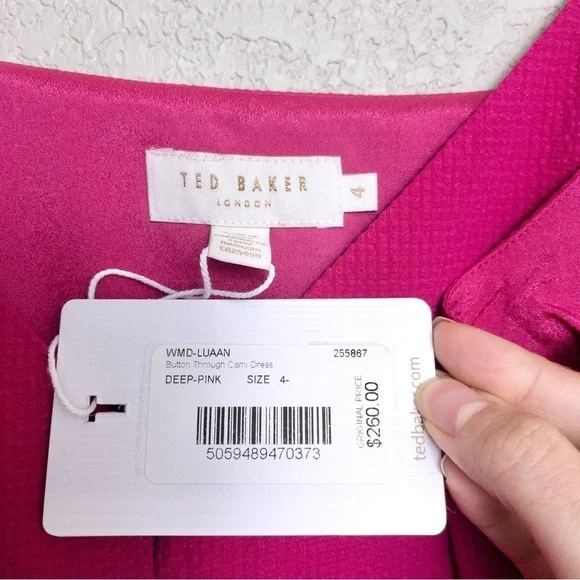 TED BAKER
LONDON
4
WMD-LUAAN 255867
Button Through Cami Dress
DEEP-PINK SIZE 4-
5059489470373
ORIGINAL PRICE
$260.00
tedbaker.com
T